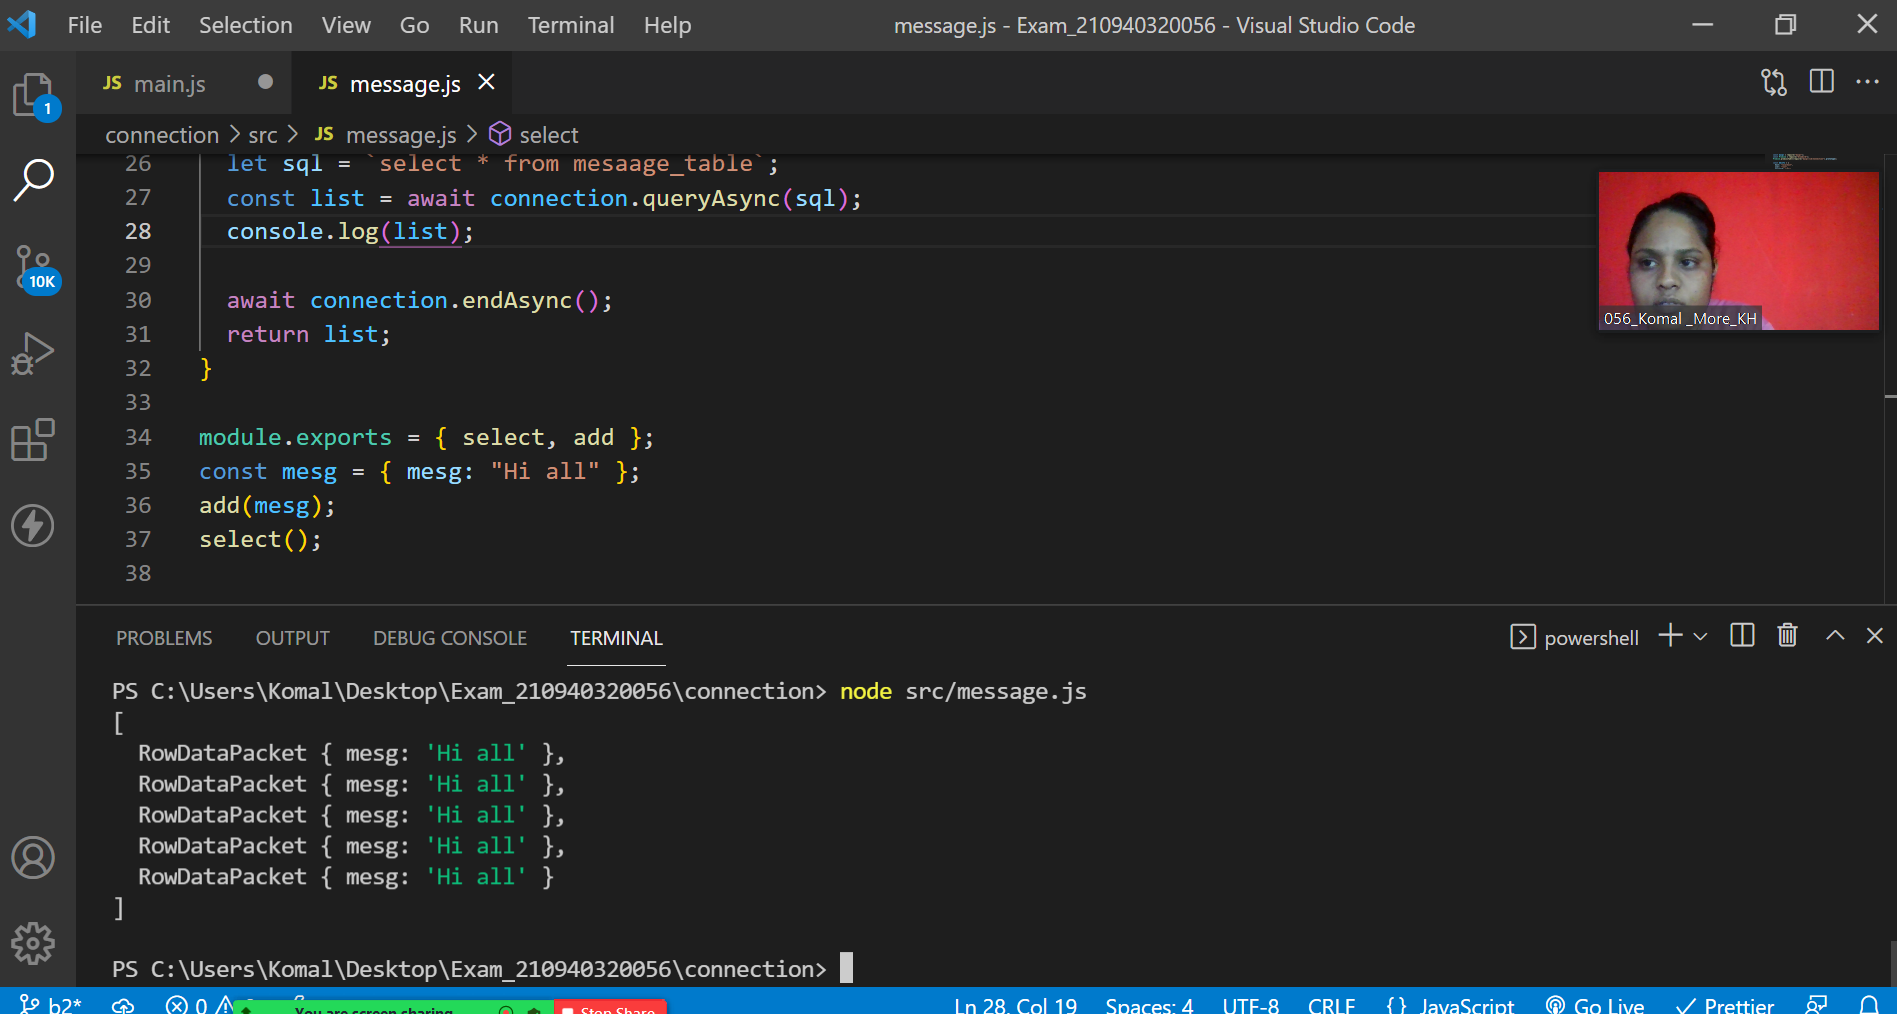 File Edit Selection View Go Run Terminal Help message.js - Exam_210940320056 - Visual Studio Code
JS main.js JS message.js
connection > src > JS message.js > select
26 let sql = `select * from mesaage_table`;
27 const list = await connection.queryAsync(sql);
28 console.log(list);
29
30 await connection.endAsync();
31 return list;
32 }
33
34 module.exports = { select, add };
35 const mesg = { mesg: "Hi all" };
36 add(mesg);
37 select();
38
1
10K
056_Komal _More_KH
PROBLEMS OUTPUT DEBUG CONSOLE TERMINAL powershell
PS C:\Users\Komal\Desktop\Exam_210940320056\connection> node src/message.js
[
RowDataPacket { mesg: 'Hi all' },
RowDataPacket { mesg: 'Hi all' },
RowDataPacket { mesg: 'Hi all' },
RowDataPacket { mesg: 'Hi all' },
RowDataPacket { mesg: 'Hi all' }
]
PS C:\Users\Komal\Desktop\Exam_210940320056\connection>
b2* 0 You are screen sharing Stop Share Ln 28, Col 19 Spaces: 4 UTF-8 CRLF {} JavaScript Go Live Prettier